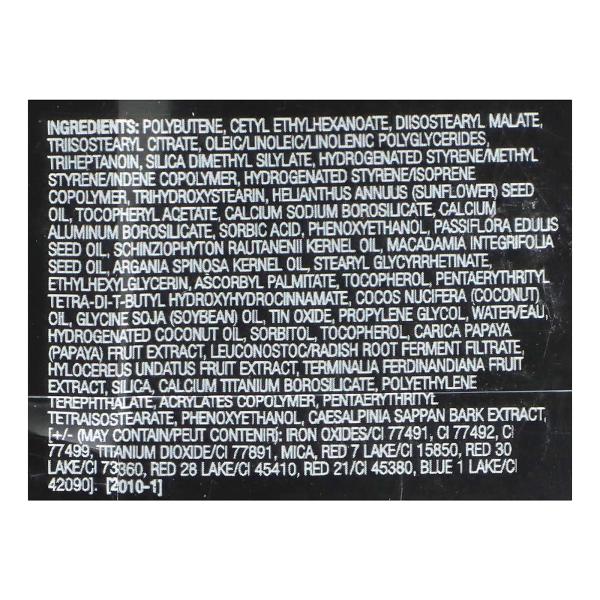 INGREDIENTS: POLYBUTENE, CETYL ETHYLHEXANOATE, DIISOSTEARYL MALATE,
TRIISOSTEARYL CITRATE, OLEIC/LINOLEIC/LINOLENIC POLYGLYCERIDES,
TRIHEPTANOIN, SILICA DIMETHYL SILYLATE, HYDROGENATED STYRENE/METHYL
STYRENE/INDENE COPOLYMER, HYDROGENATED STYRENE/ISOPRENE
COPOLYMER, TRIHYDROXYSTEARIN, HELIANTHUS ANNUUS (SUNFLOWER) SEED
OIL, TOCOPHERYL ACETATE, CALCIUM SODIUM BOROSILICATE, CALCIUM
ALUMINUM BOROSILICATE, SORBIC ACID, PHENOXYETHANOL, PASSIFLORA EDULIS
SEED OIL, SCHINZIOPHYTON RAUTANENII KERNEL OIL, MACADAMIA INTEGRIFOLIA
SEED OIL, ARGANIA SPINOSA KERNEL OIL, STEARYL GLYCYRRHETINATE,
ETHYLHEXYLGLYCERIN, ASCORBYL PALMITATE, TOCOPHEROL, PENTAERYTHRITYL
TETRA-DI-T-BUTYL HYDROXYHYDROCINNAMATE, COCOS NUCIFERA (COCONUT)
OIL, GLYCINE SOJA (SOYBEAN) OIL, TIN OXIDE, PROPYLENE GLYCOL, WATER/EAU,
HYDROGENATED COCONUT OIL, SORBITOL, TOCOPHEROL, CARICA PAPAYA
(PAPAYA) FRUIT EXTRACT, LEUCONOSTOC/RADISH ROOT FERMENT FILTRATE,
HYLOCEREUS UNDATUS FRUIT EXTRACT, TERMINALIA FERDINANDIANA FRUIT
EXTRACT, SILICA, CALCIUM TITANIUM BOROSILICATE, POLYETHYLENE
TEREPHTHALATE, ACRYLATES COPOLYMER, PENTAERYTHRITYL
TETRAISOSTEARATE, PHENOXYETHANOL, CAESALPINIA SAPPAN BARK EXTRACT,
[+/- (MAY CONTAIN/PEUT CONTENIR): IRON OXIDES/CI 77491, CI 77492, CI
77499, TITANIUM DIOXIDE/CI 77891, MICA, RED 7 LAKE/CI 15850, RED 30
LAKE/CI 73360, RED 28 LAKE/CI 45410, RED 21/CI 45380, BLUE 1 LAKE/CI
42090]. [2010-1]